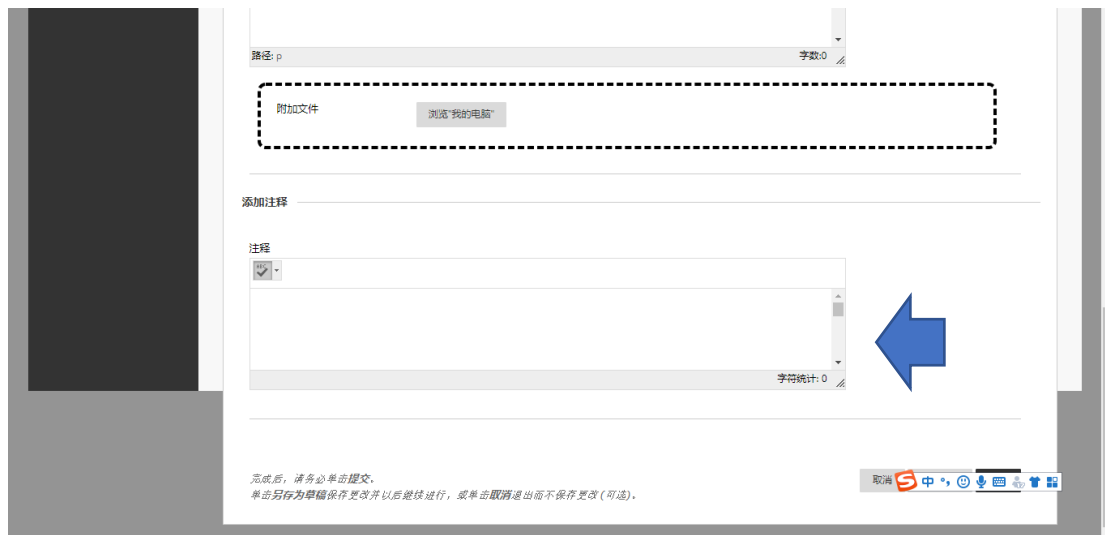 路径: p 字数:0
附加文件 浏览"我的电脑"
添加注释
注释
ABC
字符统计: 0
完成后，请务必单击提交。
单击另存为草稿保存更改并以后继续进行，或单击取消退出而不保存更改(可选)。
取消 S 中